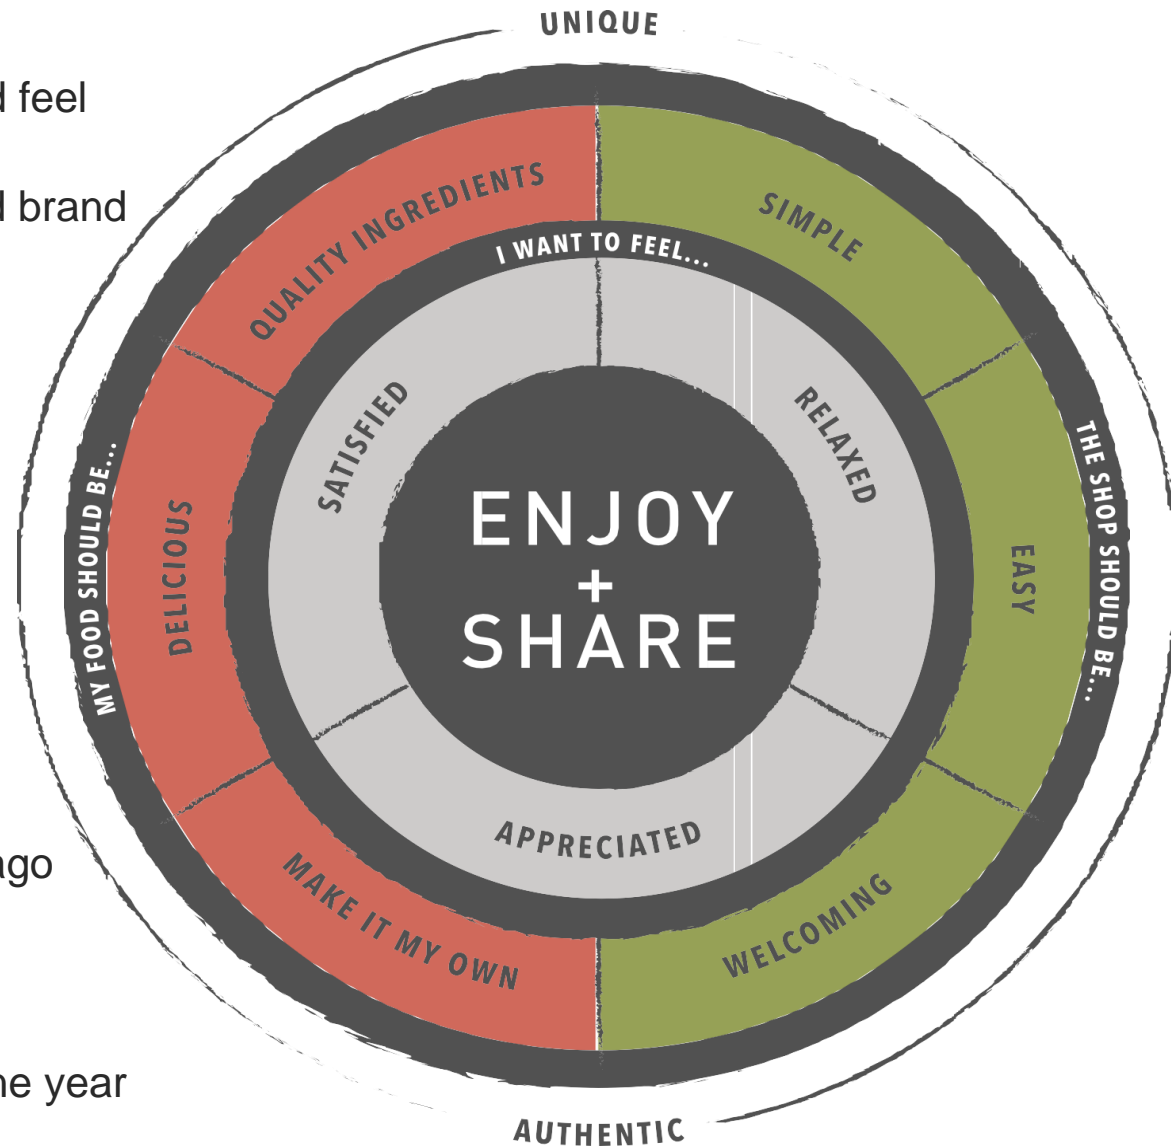 UNIQUE
d feel
d brand
QUALITY INGREDIENTS
SIMPLE
I WANT TO FEEL...
SATISFIED
RELAXED
MY FOOD SHOULD BE...
THE SHOP SHOULD BE...
DELICIOUS
EASY
ENJOY
+
SHARE
APPRECIATED
ago
MAKE IT MY OWN
WELCOMING
ne year
AUTHENTIC